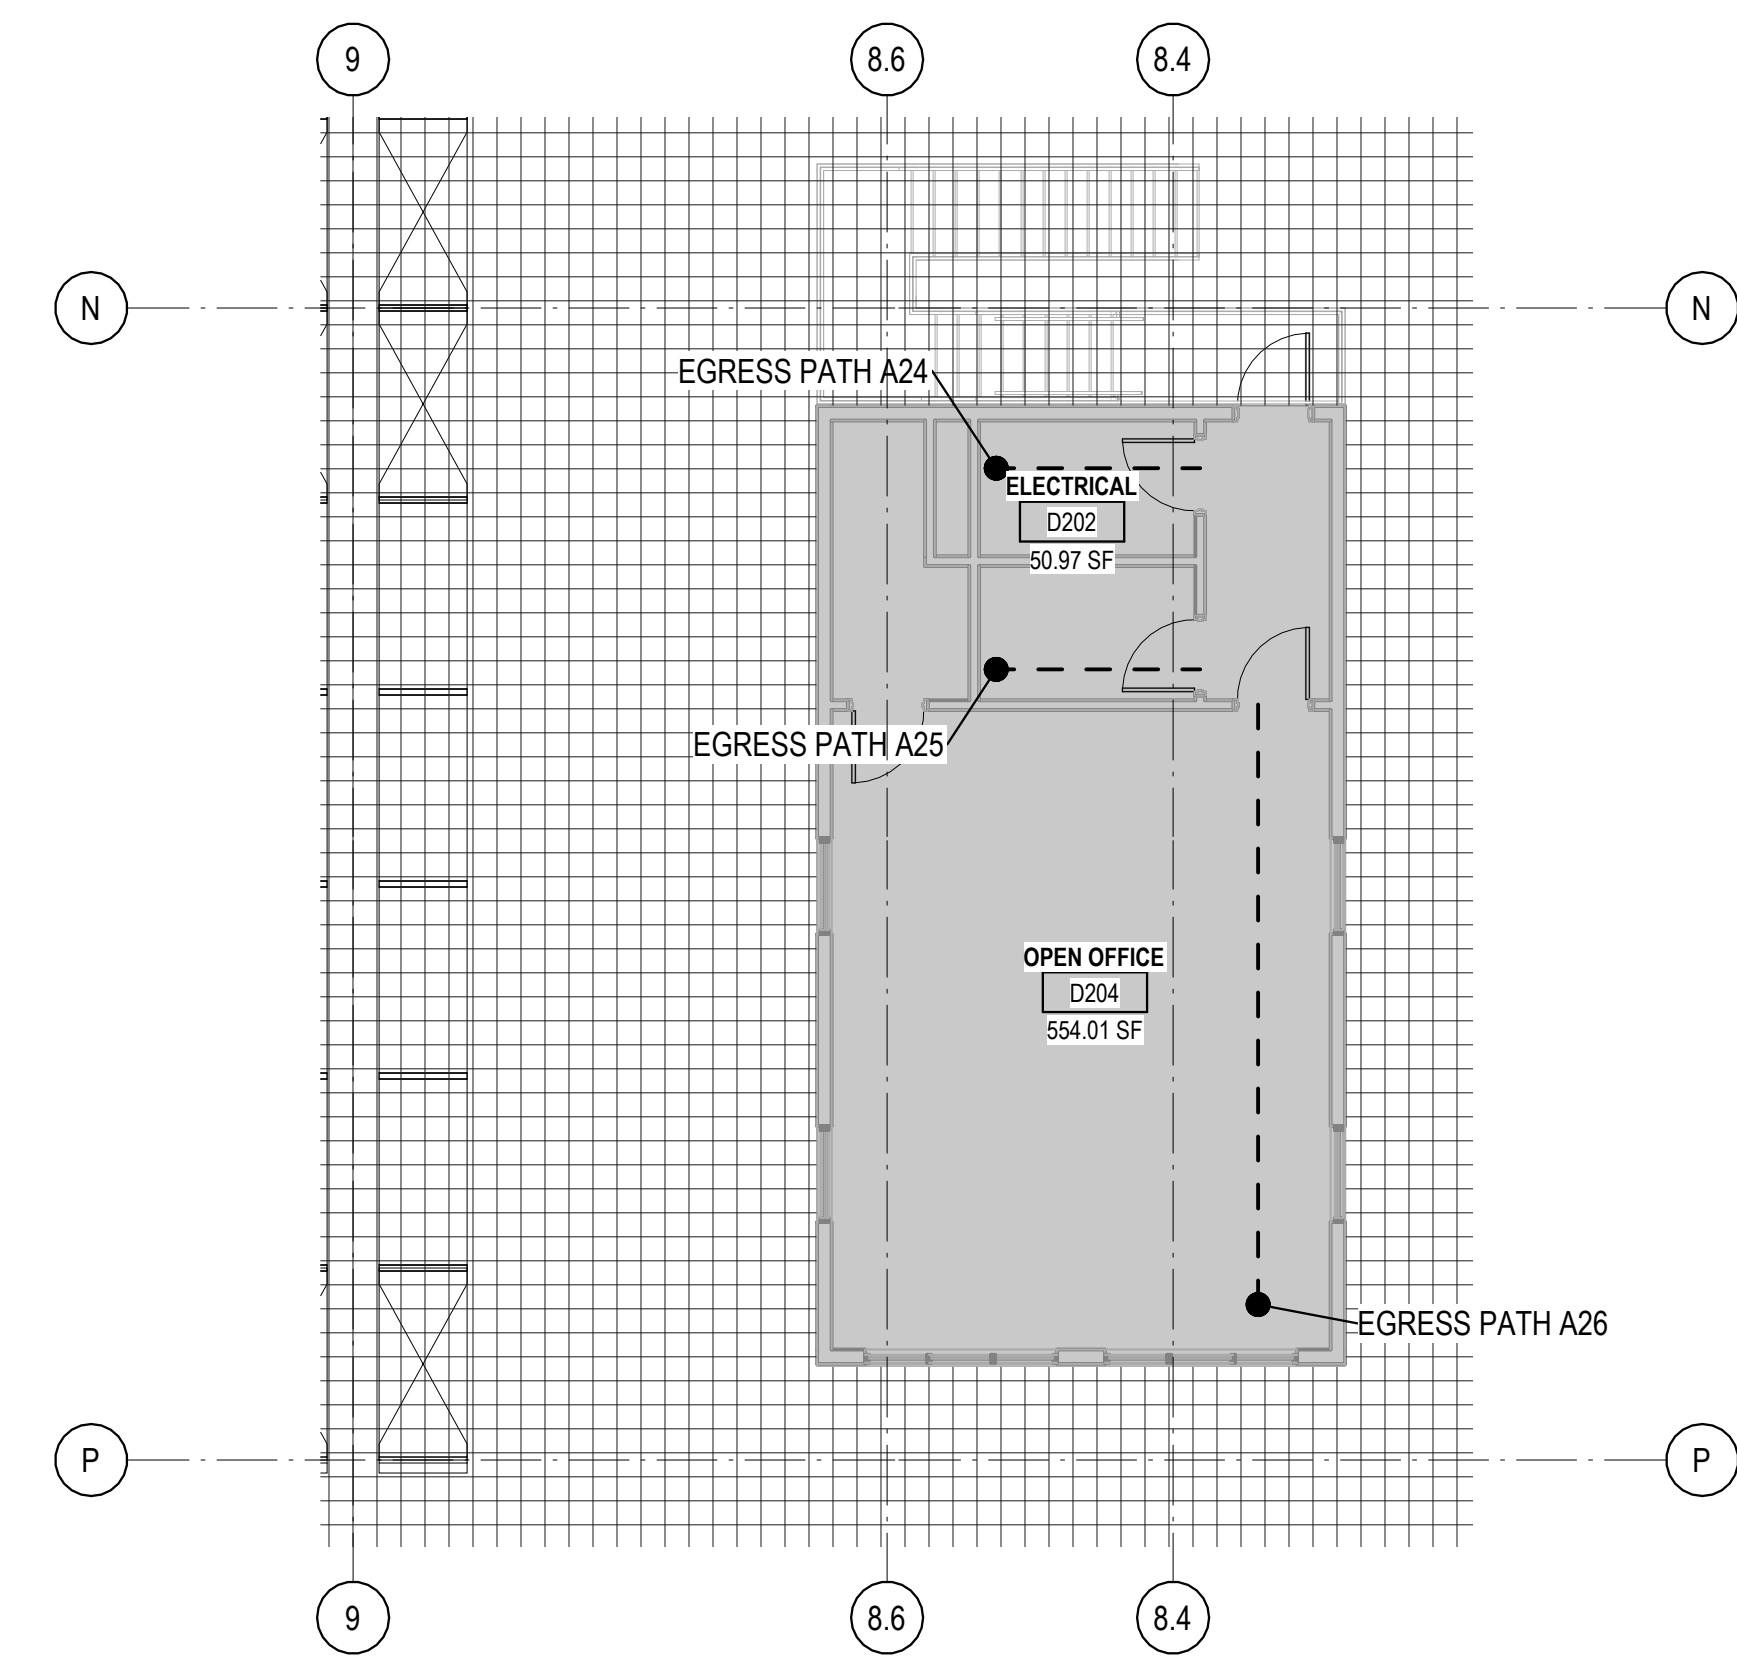 9
8.6
8.4
N
N
EGRESS PATH A24
ELECTRICAL
D202
50.97 SF
EGRESS PATH A25
OPEN OFFICE
D204
554.01 SF
EGRESS PATH A26
P
P
9
8.6
8.4